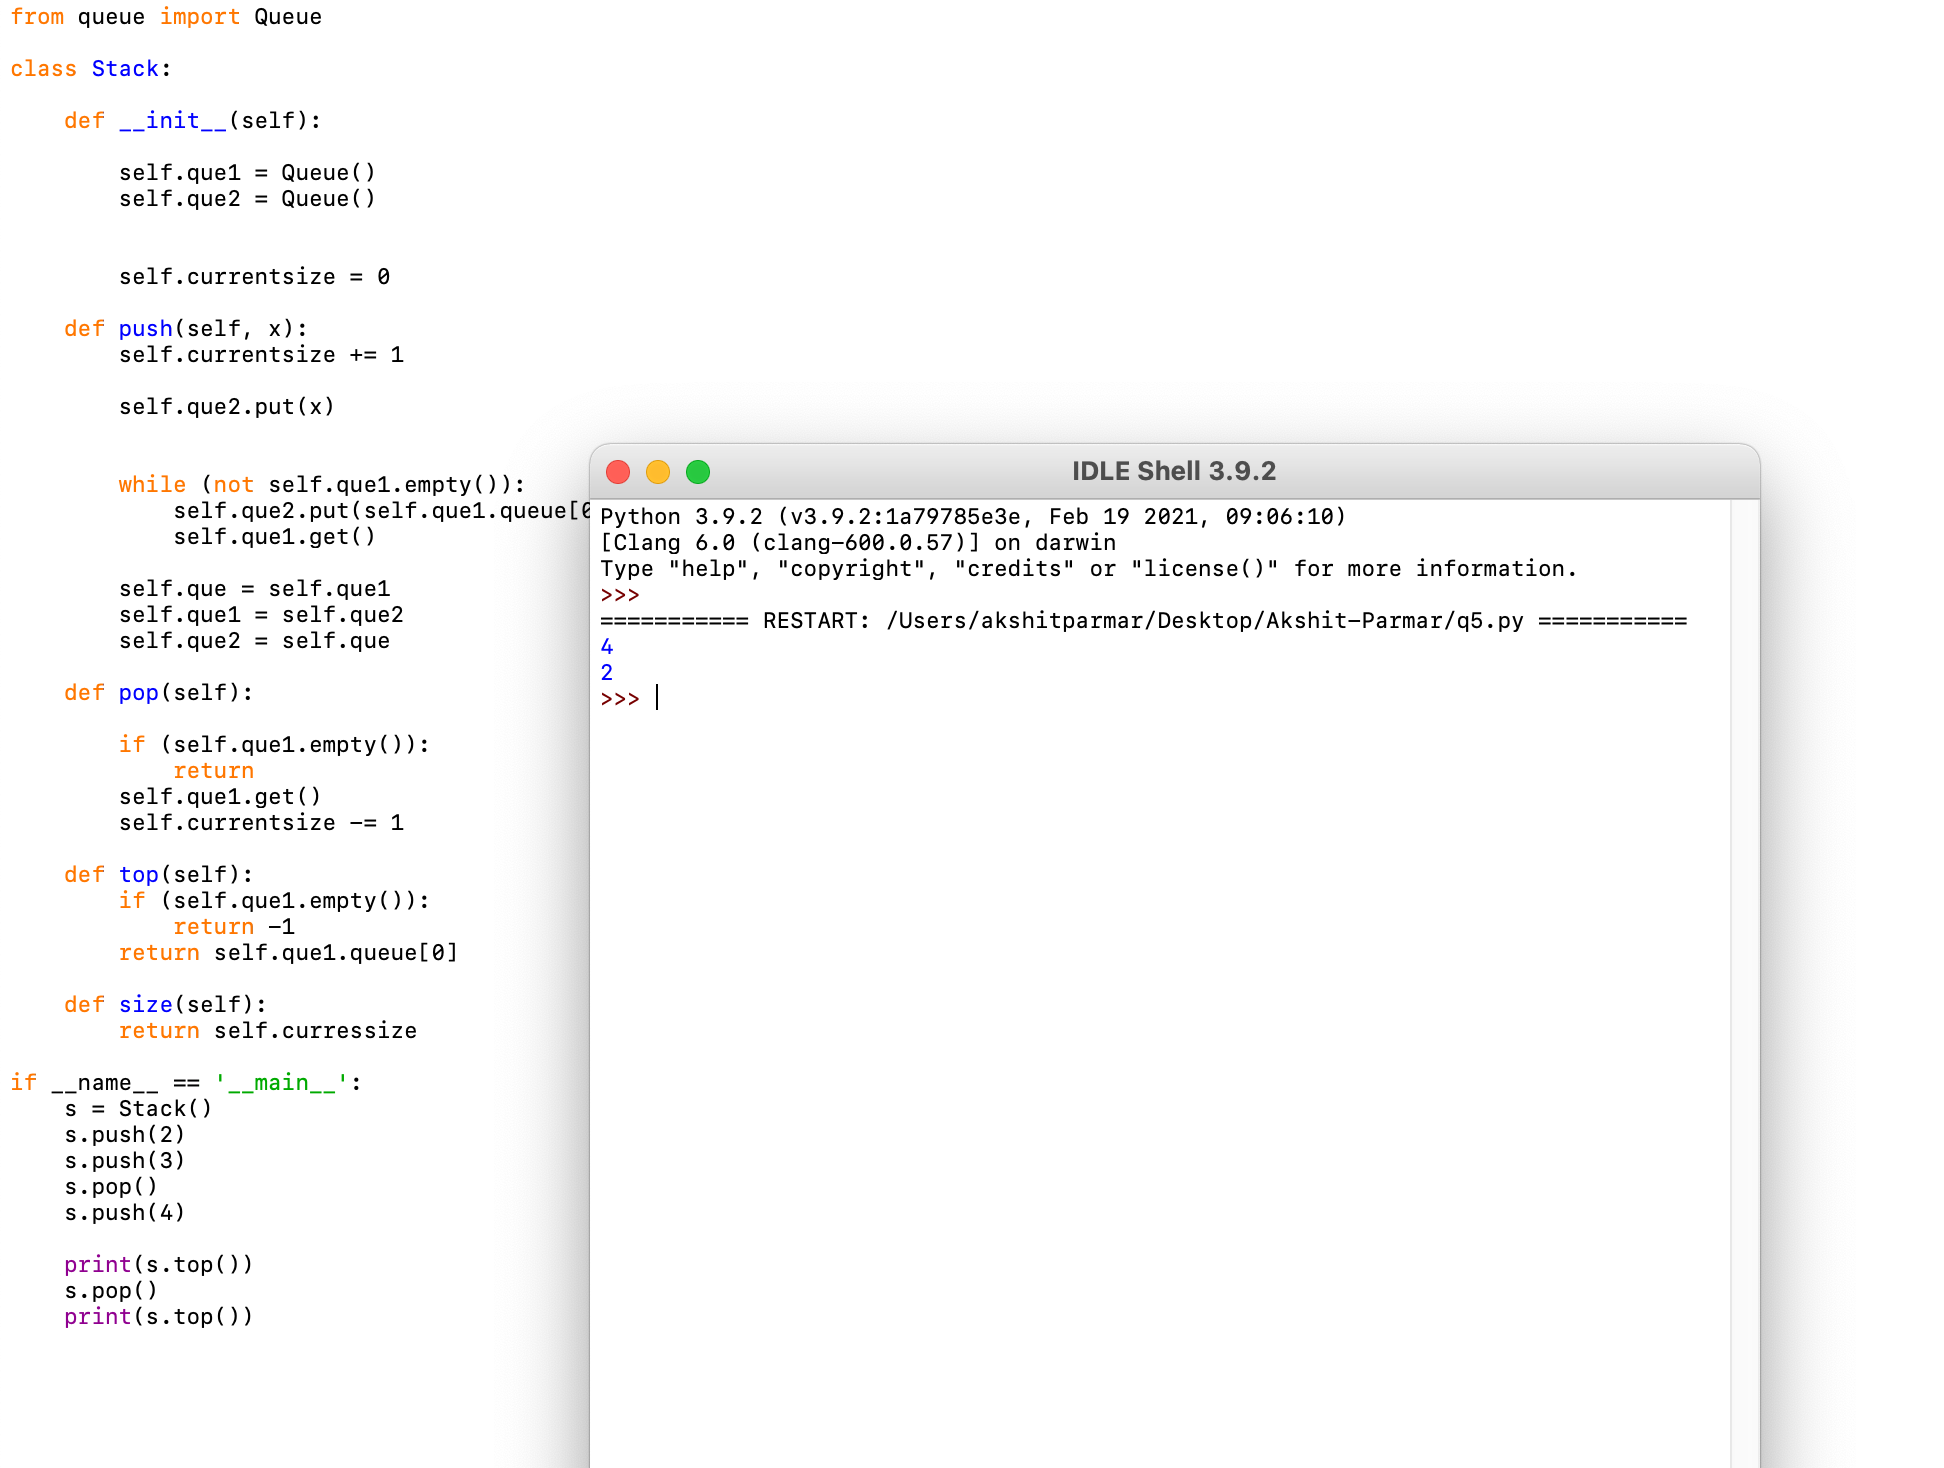 from queue import Queue
class Stack:
    def __init__(self):
        self.que1 = Queue()
        self.que2 = Queue()
        self.currentsize = 0
    def push(self, x):
        self.currentsize += 1
        self.que2.put(x)
        while (not self.que1.empty()):
            self.que2.put(self.que1.queue[0
            self.que1.get()
        self.que = self.que1
        self.que1 = self.que2
        self.que2 = self.que
    def pop(self):
        if (self.que1.empty()):
            return
        self.que1.get()
        self.currentsize -= 1
    def top(self):
        if (self.que1.empty()):
            return -1
        return self.que1.queue[0]
    def size(self):
        return self.curressize
if __name__ == '__main__':
    s = Stack()
    s.push(2)
    s.push(3)
    s.pop()
    s.push(4)
    print(s.top())
    s.pop()
    print(s.top())
IDLE Shell 3.9.2
Python 3.9.2 (v3.9.2:1a79785e3e, Feb 19 2021, 09:06:10)
[Clang 6.0 (clang-600.0.57)] on darwin
Type "help", "copyright", "credits" or "license()" for more information.
>>>
=========== RESTART: /Users/akshitparmar/Desktop/Akshit-Parmar/q5.py ===========
4
2
>>>